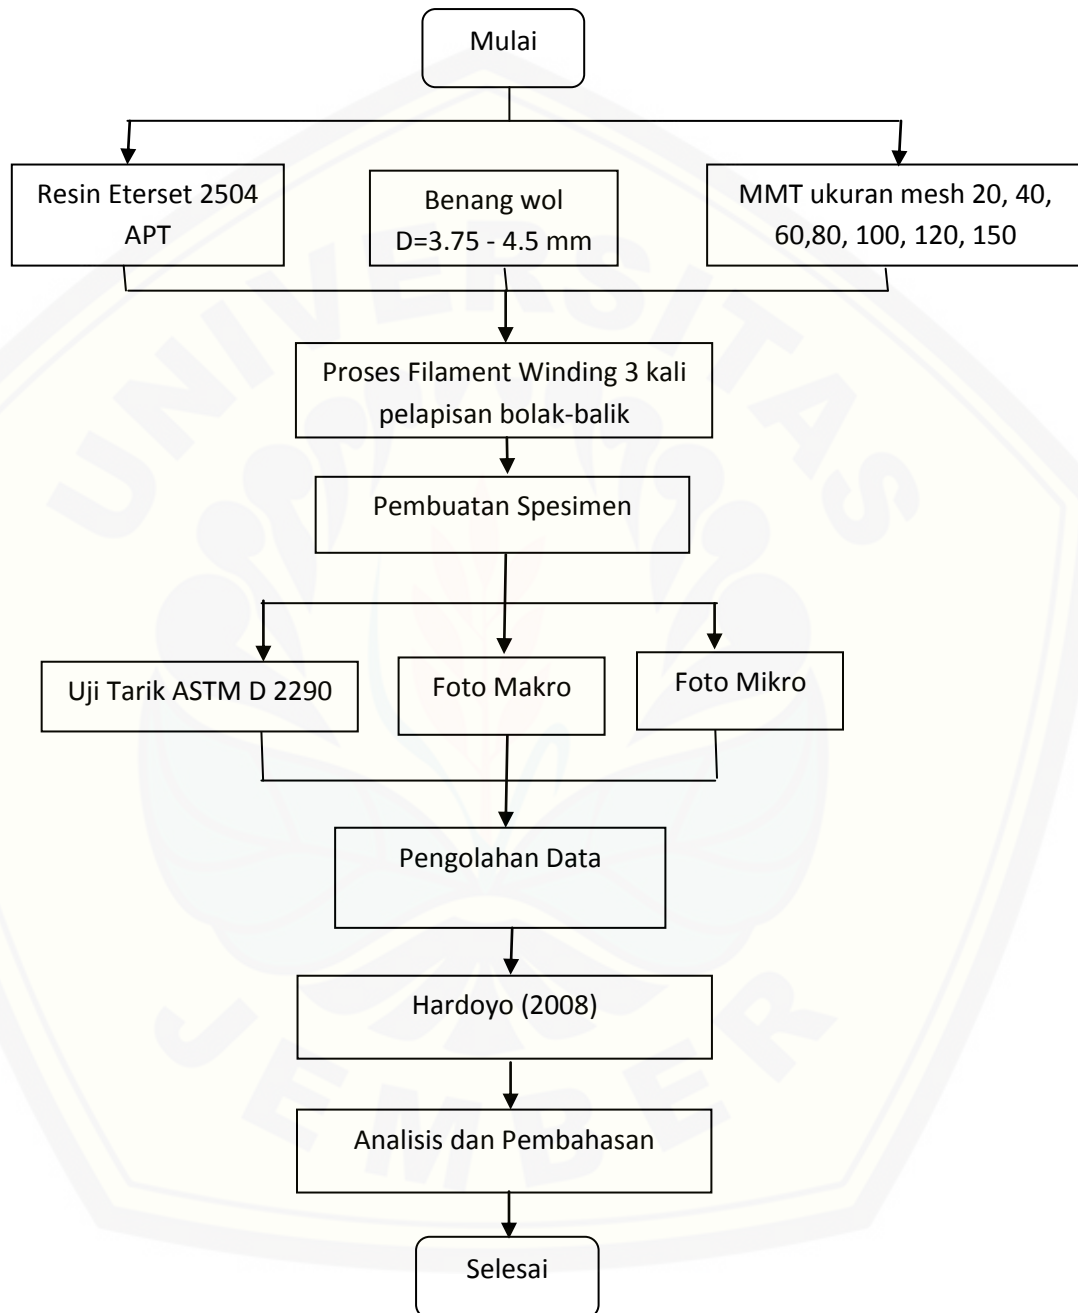 Mulai
Resin Eterset 2504
APT
Benang wol
D=3.75 - 4.5 mm
MMT ukuran mesh 20, 40,
60,80, 100, 120, 150
Proses Filament Winding 3 kali
pelapisan bolak-balik
Pembuatan Spesimen
Uji Tarik ASTM D 2290
Foto Makro
Foto Mikro
Pengolahan Data
Hardoyo (2008)
Analisis dan Pembahasan
Selesai
UNIVERSITAS
JEMBER